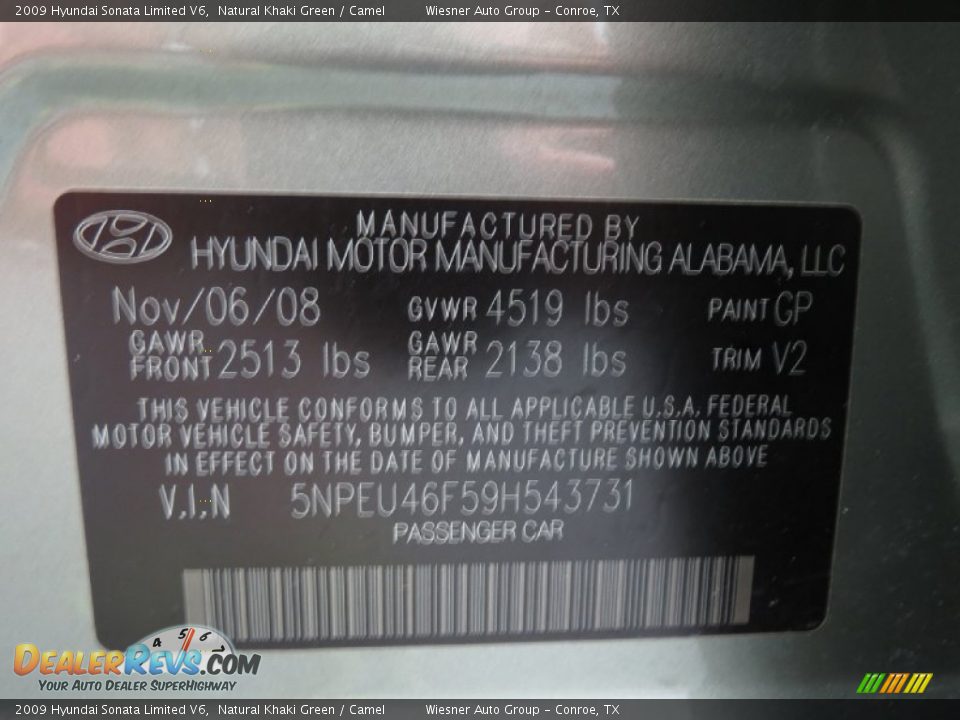 2009 Hyundai Sonata Limited V6, Natural Khaki Green / Camel Wiesner Auto Group - Conroe, TX
MANUFACTURED BY
HYUNDAI MOTOR MANUFACTURING ALABAMA, LLC
Nov/06/08 GVWR 4519 lbs PAINT GP
GAWR FRONT 2513 lbs GAWR REAR 2138 lbs TRIM V2
THIS VEHICLE CONFORMS TO ALL APPLICABLE U.S.A. FEDERAL
MOTOR VEHICLE SAFETY, BUMPER, AND THEFT PREVENTION STANDARDS
IN EFFECT ON THE DATE OF MANUFACTURE SHOWN ABOVE
V.I.N 5NPEU46F59H543731
PASSENGER CAR
4 5 6 7
DEALERREVS.COM
YOUR AUTO DEALER SUPERHIGHWAY
2009 Hyundai Sonata Limited V6, Natural Khaki Green / Camel Wiesner Auto Group - Conroe, TX